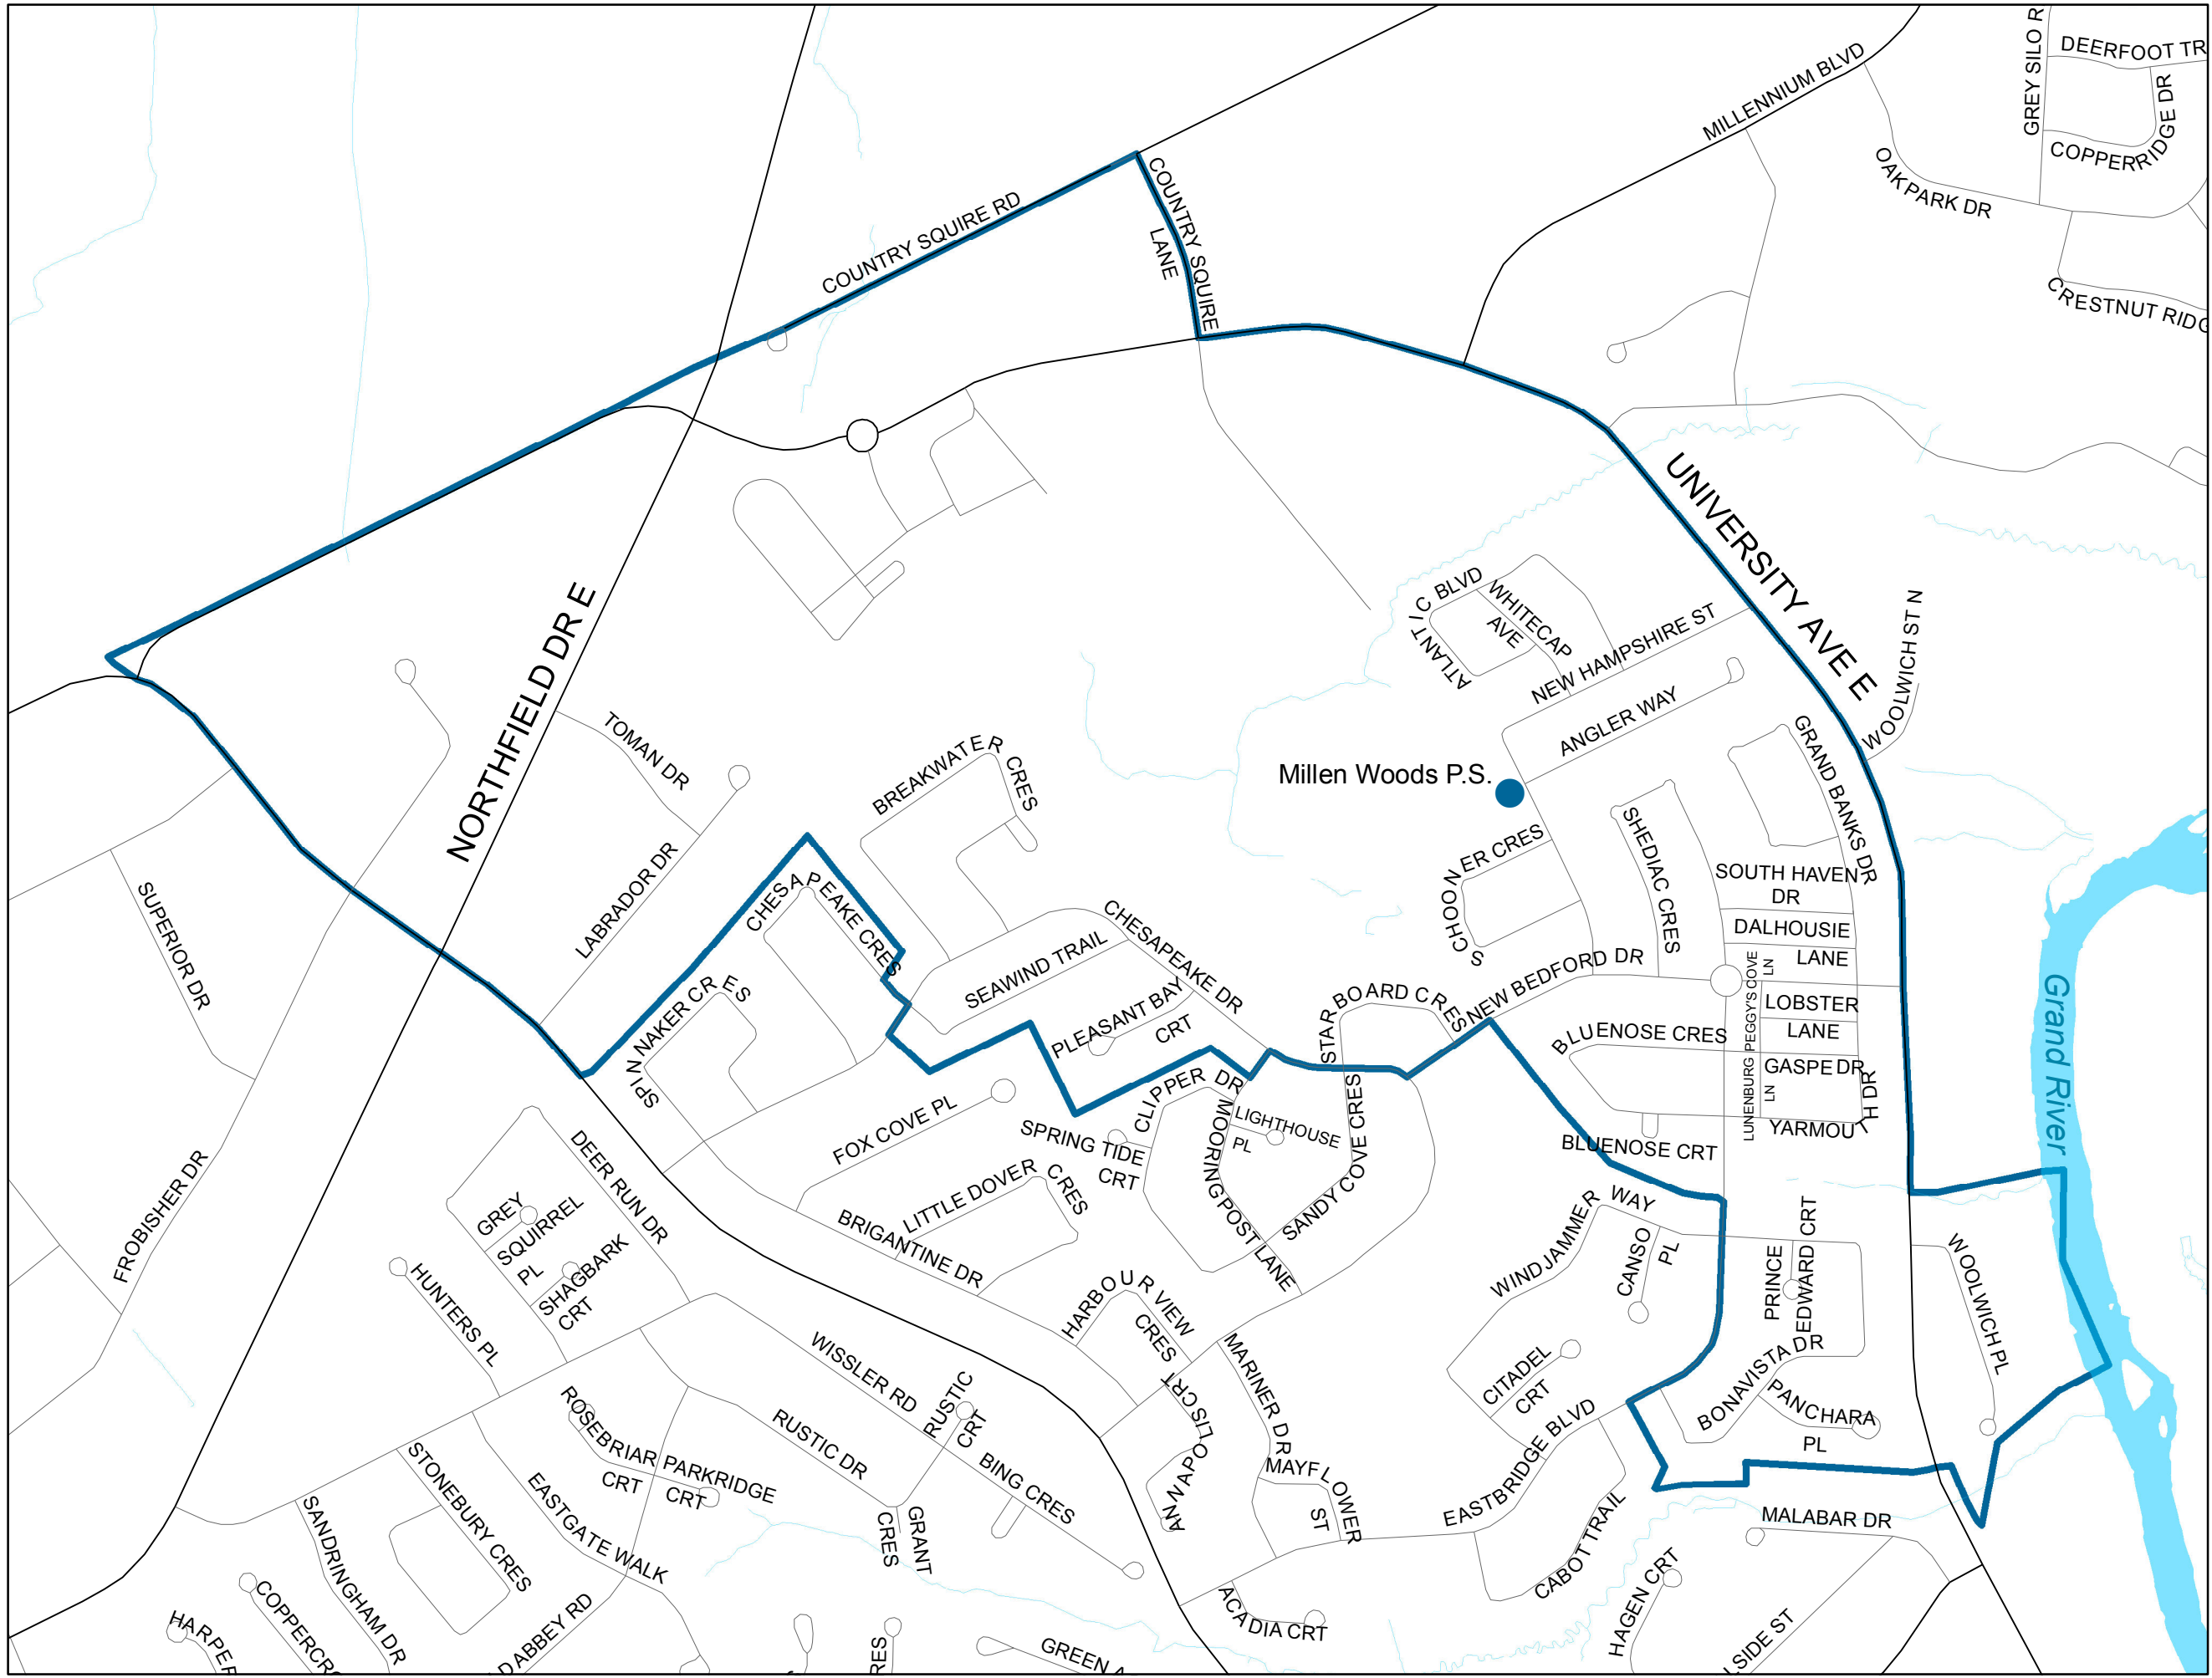 GREY SILO R
DEERFOOT TR
MILLENNIUM BLVD
COPPERRIDGE DR
OAKPARK DR
CRESTNUT RIDG
COUNTRY SQUIRE RD
COUNTRY SQUIRE
LANE
UNIVERSITY AVE E
NORTHFIELD DR E
WOOLWICH ST N
ATLANTIC BLVD
WHITECAP
AVE
NEW HAMPSHIRE ST
ANGLER WAY
TOMAN DR
BREAKWATER CRES
Millen Woods P.S.
GRAND BANKS DR
LABRADOR DR
SCHOONER CRES
SHEDIAC CRES
SOUTH HAVEN
DR
DALHOUSIE
LANE
SUPERIOR DR
CHESAPEAKE CRES
CHESAPEAKE DR
SEAWIND TRAIL
NEW BEDFORD DR
PEGGY'S COVE
LN
LOBSTER
LANE
Grand River
SPINNAKER CRES
PLEASANT BAY
CRT
STARBOARD CRES
BLUENOSE CRES
GASPE DR
LUNENBURG
LN
YARMOUTH DR
BLUENOSE CRT
FOX COVE PL
CLIPPER DR
SPRING TIDE
CRT
MOORING POST LANE
LIGHTHOUSE
PL
SANDY COVE CRES
DEER RUN DR
FROBISHER DR
GREY
SQUIRREL
PL
SHAGBARK
CRT
LITTLE DOVER CRES
BRIGANTINE DR
WINDJAMMER WAY
CANSO
PL
PRINCE
EDWARD CRT
WOOLWICH PL
HUNTERS PL
HARBOUR VIEW
CRES
WISSLER RD
MARINER DR
CITADEL
CRT
BONAVISTA DR
PANCHARA
PL
ROSEBRIAR
CRT
PARKRIDGE
CRT
RUSTIC DR
RUSTIC
CRT
BING CRES
ANNAPOLIS CRT
MAYFLOWER
ST
EASTBRIDGE BLVD
STONEBURY CRES
EASTGATE WALK
SANDRINGHAM DR
GRANT
CRES
CABOT TRAIL
MALABAR DR
HAGEN CRT
ACADIA CRT
COPPERCR
HARPER
D ABBEY RD
RES
GREEN A
LSIDE ST